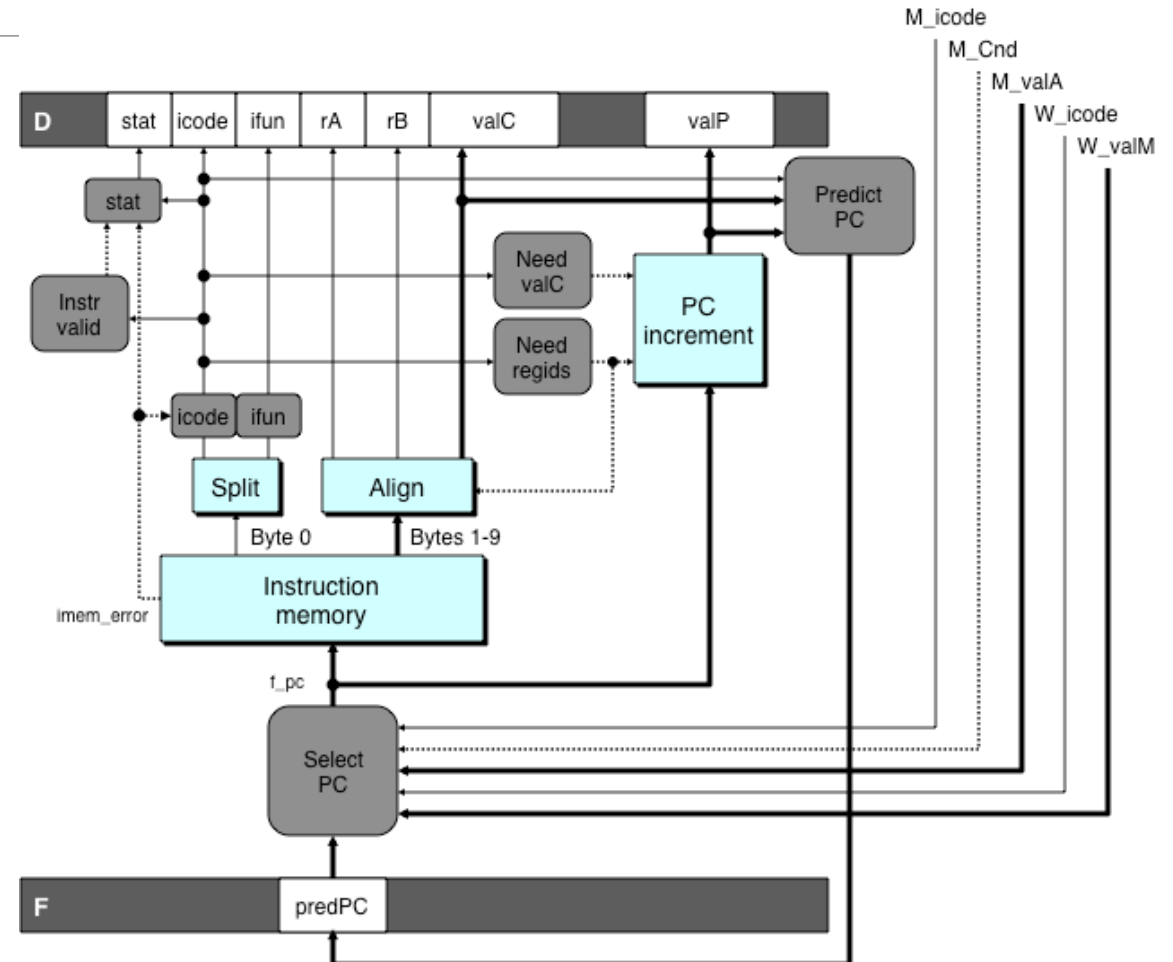 M_icode
M_Cnd
M_valA
W_icode
W_valM
D
stat
icode
ifun
rA
rB
valC
valP
stat
Predict
PC
Need
valC
Instr
valid
PC
increment
Need
regids
icode
ifun
Split
Align
Byte 0
Bytes 1-9
Instruction
memory
imem_error
f_pc
Select
PC
F
predPC